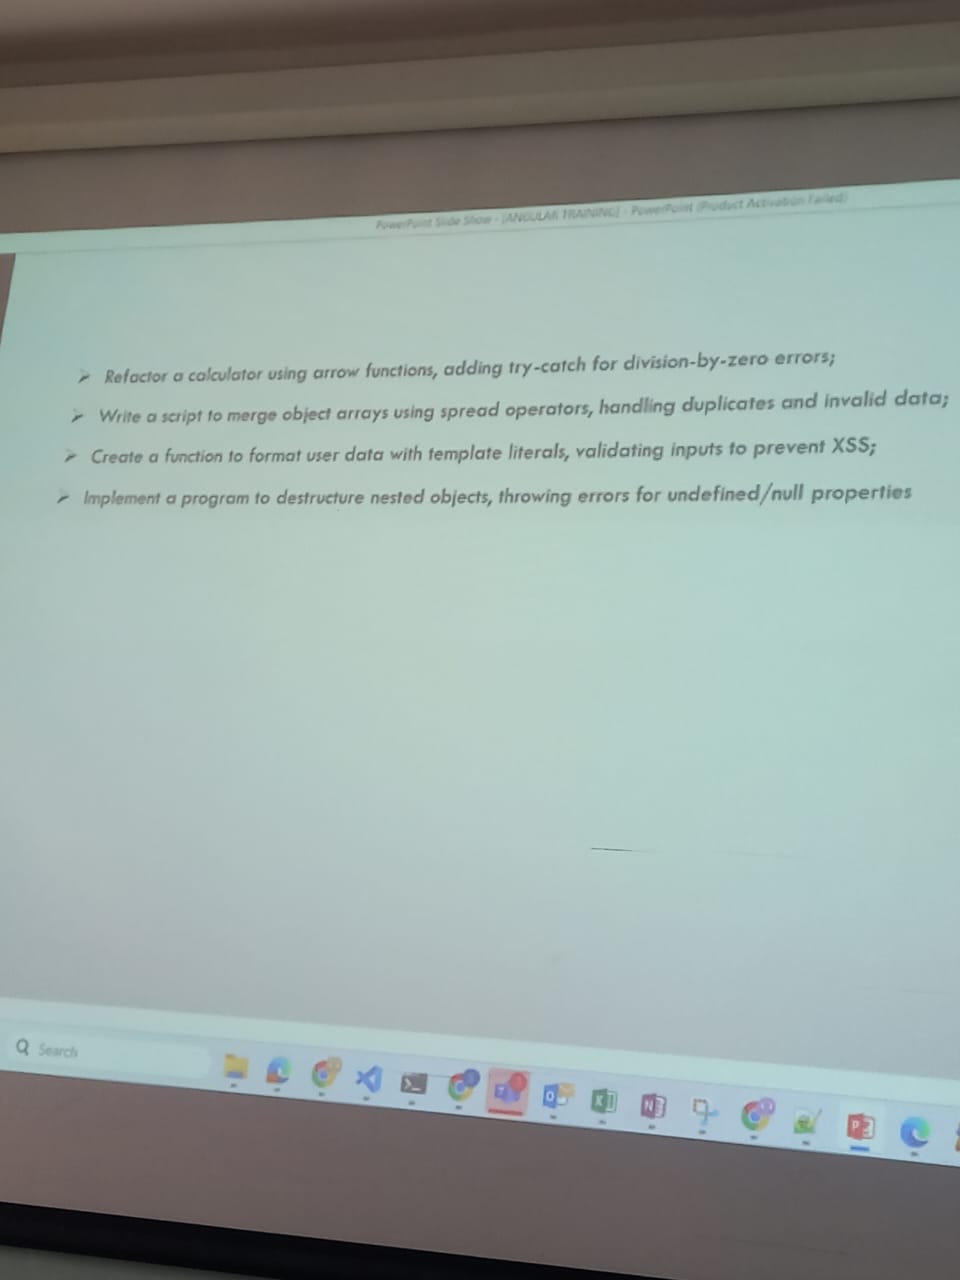 PowerPoint Slide Show - [ANGULAR TRAINING] - PowerPoint (Product Activation Failed)
➢ Refactor a calculator using arrow functions, adding try-catch for division-by-zero errors;
➢ Write a script to merge object arrays using spread operators, handling duplicates and invalid data;
➢ Create a function to format user data with template literals, validating inputs to prevent XSS;
➢ Implement a program to destructure nested objects, throwing errors for undefined/null properties
Search